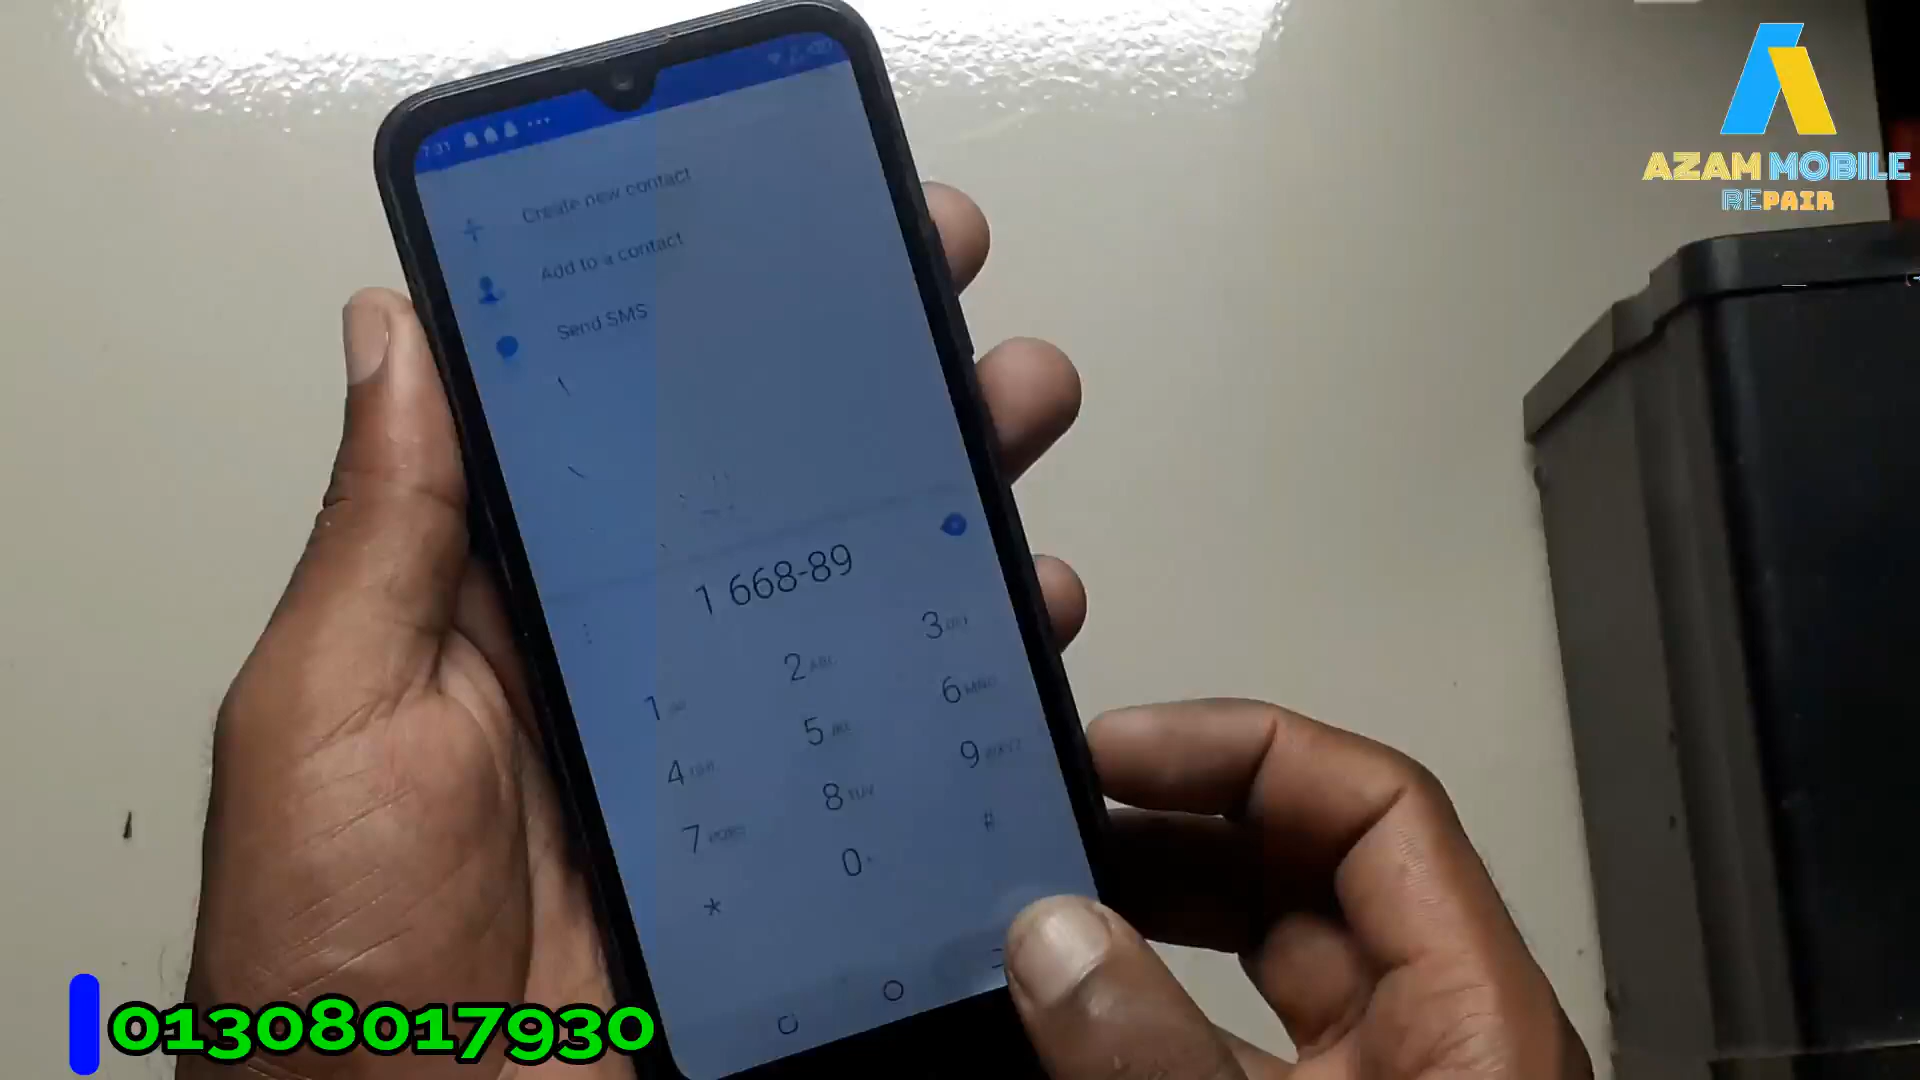 AZAM MOBILE
REPAIR
7:31
Create new contact
Add to a contact
Send SMS
1 668-89
1
2 ABC
3
4
5
6 MNO
7
8 TUV
9
*
0
#
01308017930